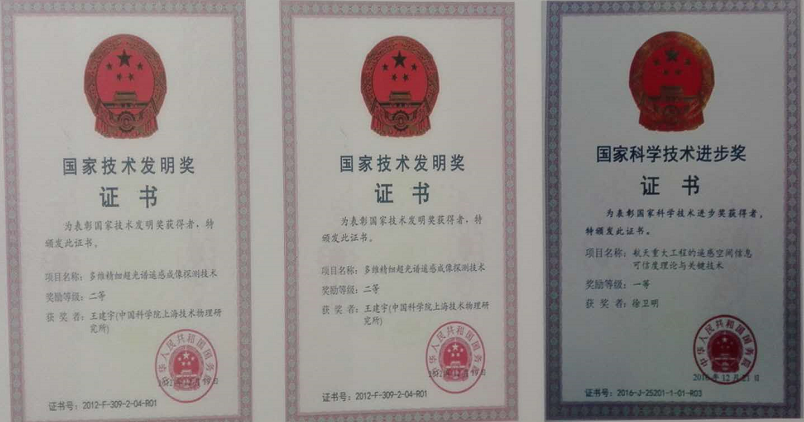 国家技术发明奖
证书
为表彰国家技术发明奖获得者，特
颁发此证书。
项目名称：多维精细超光谱遥感成像探测技术
奖励等级：二等
获 奖 者：王建宇(中国科学院上海技术物理研
究所)
证书号：2012-F-309-2-04-R01
国家技术发明奖
证书
为表彰国家技术发明奖获得者，特
颁发此证书。
项目名称：多维精细超光谱遥感成像探测技术
奖励等级：二等
获 奖 者：王建宇(中国科学院上海技术物理研
究所)
证书号：2012-F-309-2-04-R01
国家科学技术进步奖
证书
为表彰国家科学技术进步奖获得者，
特颁发此证书。
项目名称：航天重大工程的遥感空间信息
可信度理论与关键技术
奖励等级：一等
获 奖 者：徐卫明
中华人民共和国国务院
2016年12月21日
证书号：2016-J-25201-1-01-R03